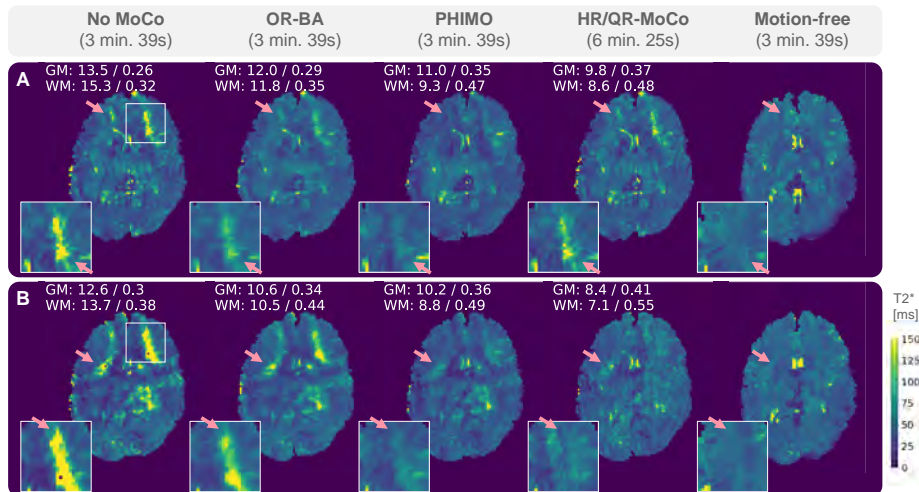 No MoCo OR-BA PHIMO HR/QR-MoCo Motion-free
(3 min. 39s) (3 min. 39s) (3 min. 39s) (6 min. 25s) (3 min. 39s)
A
GM: 13.5 / 0.26 GM: 12.0 / 0.29 GM: 11.0 / 0.35 GM: 9.8 / 0.37
WM: 15.3 / 0.32 WM: 11.8 / 0.35 WM: 9.3 / 0.47 WM: 8.6 / 0.48
B
GM: 12.6 / 0.3 GM: 10.6 / 0.34 GM: 10.2 / 0.36 GM: 8.4 / 0.41
WM: 13.7 / 0.38 WM: 10.5 / 0.44 WM: 8.8 / 0.49 WM: 7.1 / 0.55
T2*
[ms]
150
125
100
75
50
25
0